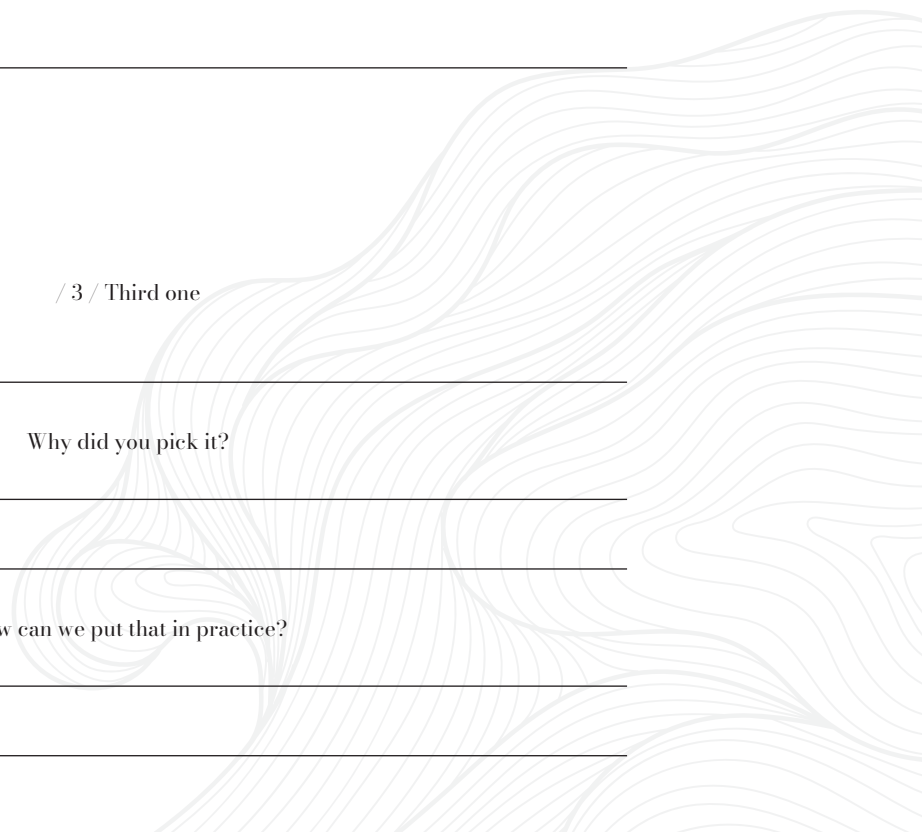 / 3 / Third one
Why did you pick it?
w can we put that in practice?